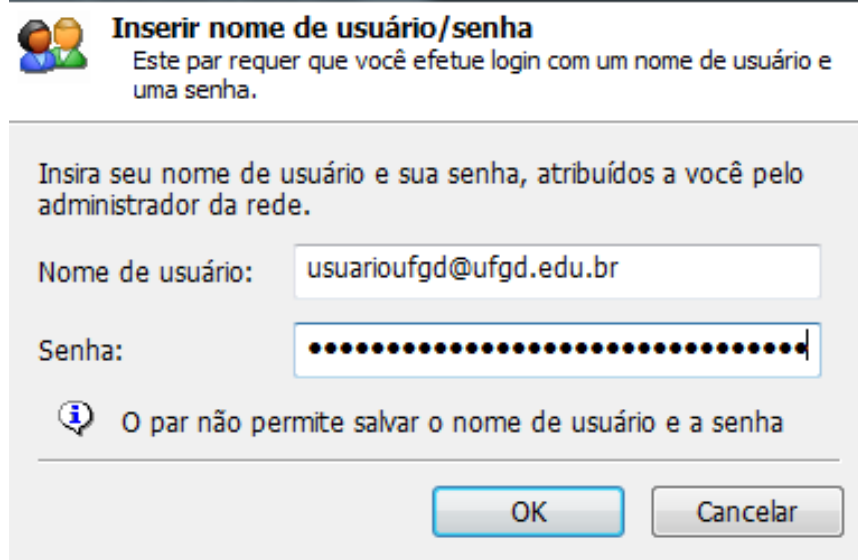 Inserir nome de usuário/senha
Este par requer que você efetue login com um nome de usuário e
uma senha.
Insira seu nome de usuário e sua senha, atribuídos a você pelo
administrador da rede.
Nome de usuário: usuarioufgd@ufgd.edu.br
Senha: ••••••••••••••••••••••••••••••••••
O par não permite salvar o nome de usuário e a senha
OK Cancelar